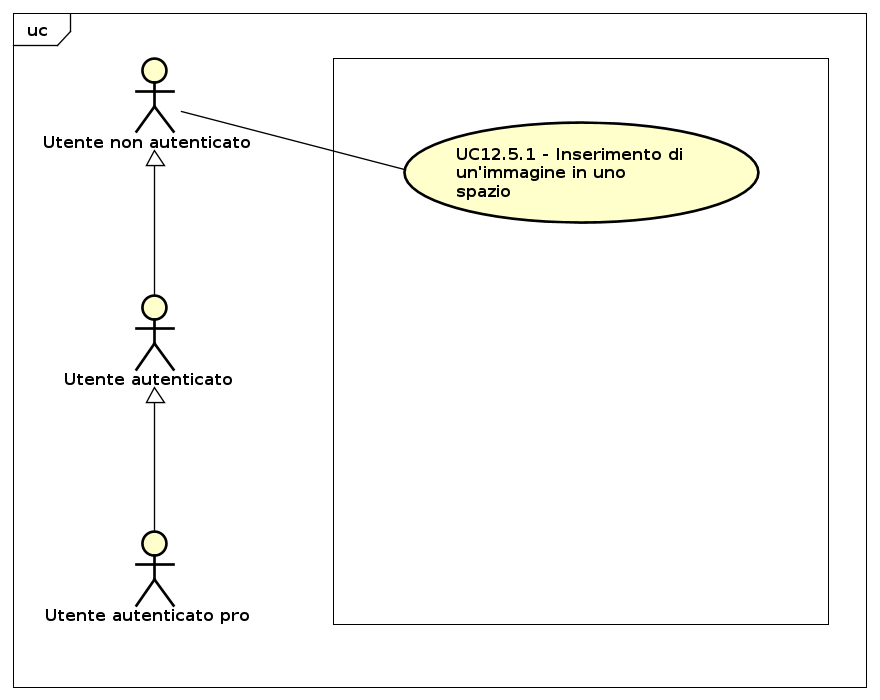 uc
Utente non autenticato
UC12.5.1 - Inserimento di
un'immagine in uno
spazio
Utente autenticato
Utente autenticato pro